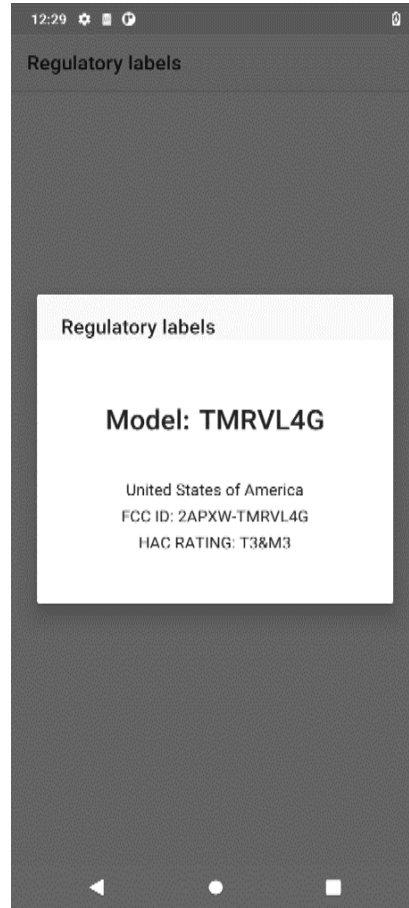 12:29
Regulatory labels
Regulatory labels
Model: TMRVL4G
United States of America
FCC ID: 2APXW-TMRVL4G
HAC RATING: T3&M3